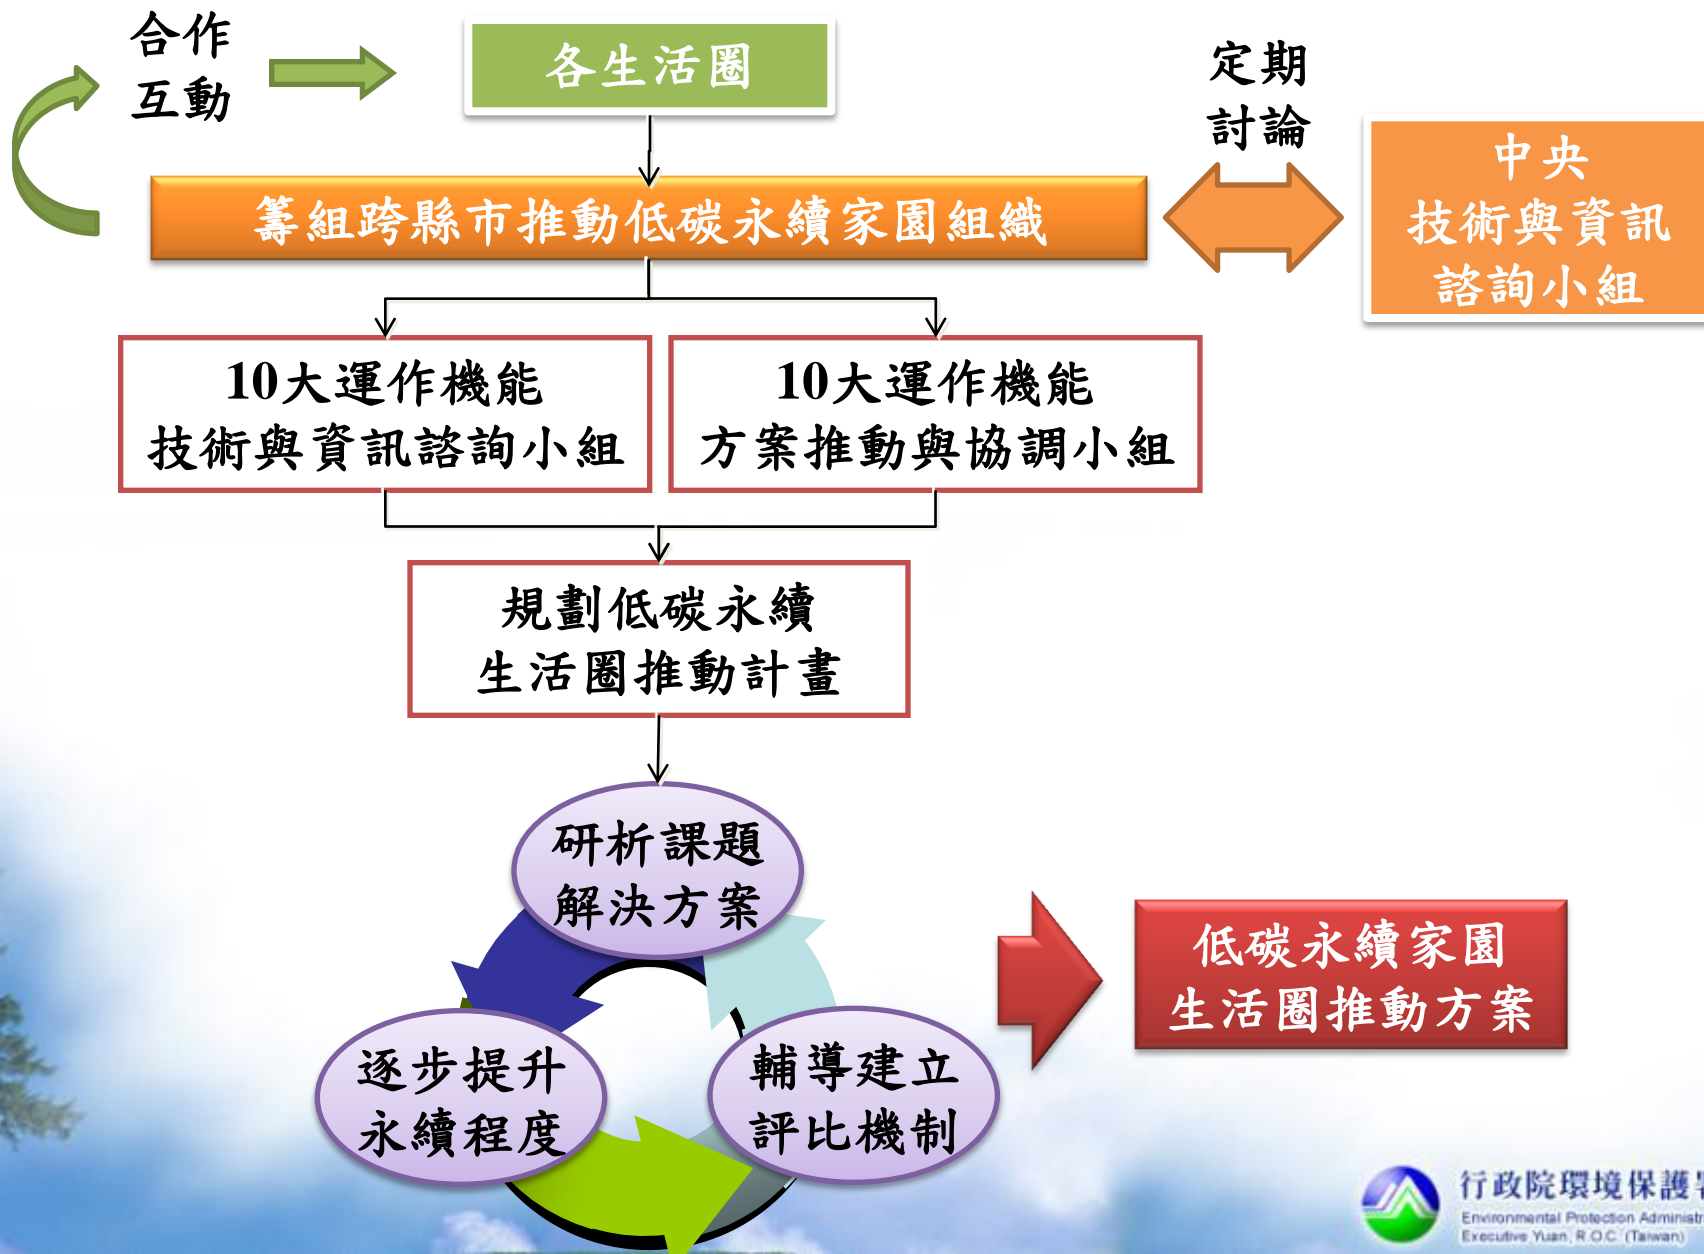 合作
互動
各生活圈
定期
討論
中央
技術與資訊
諮詢小組
籌組跨縣市推動低碳永續家園組織
10大運作機能
技術與資訊諮詢小組
10大運作機能
方案推動與協調小組
規劃低碳永續
生活圈推動計畫
研析課題
解決方案
逐步提升
永續程度
輔導建立
評比機制
低碳永續家園
生活圈推動方案
行政院環境保護署
Environmental Protection Administr
Executive Yuan, R.O.C. (Taiwan)